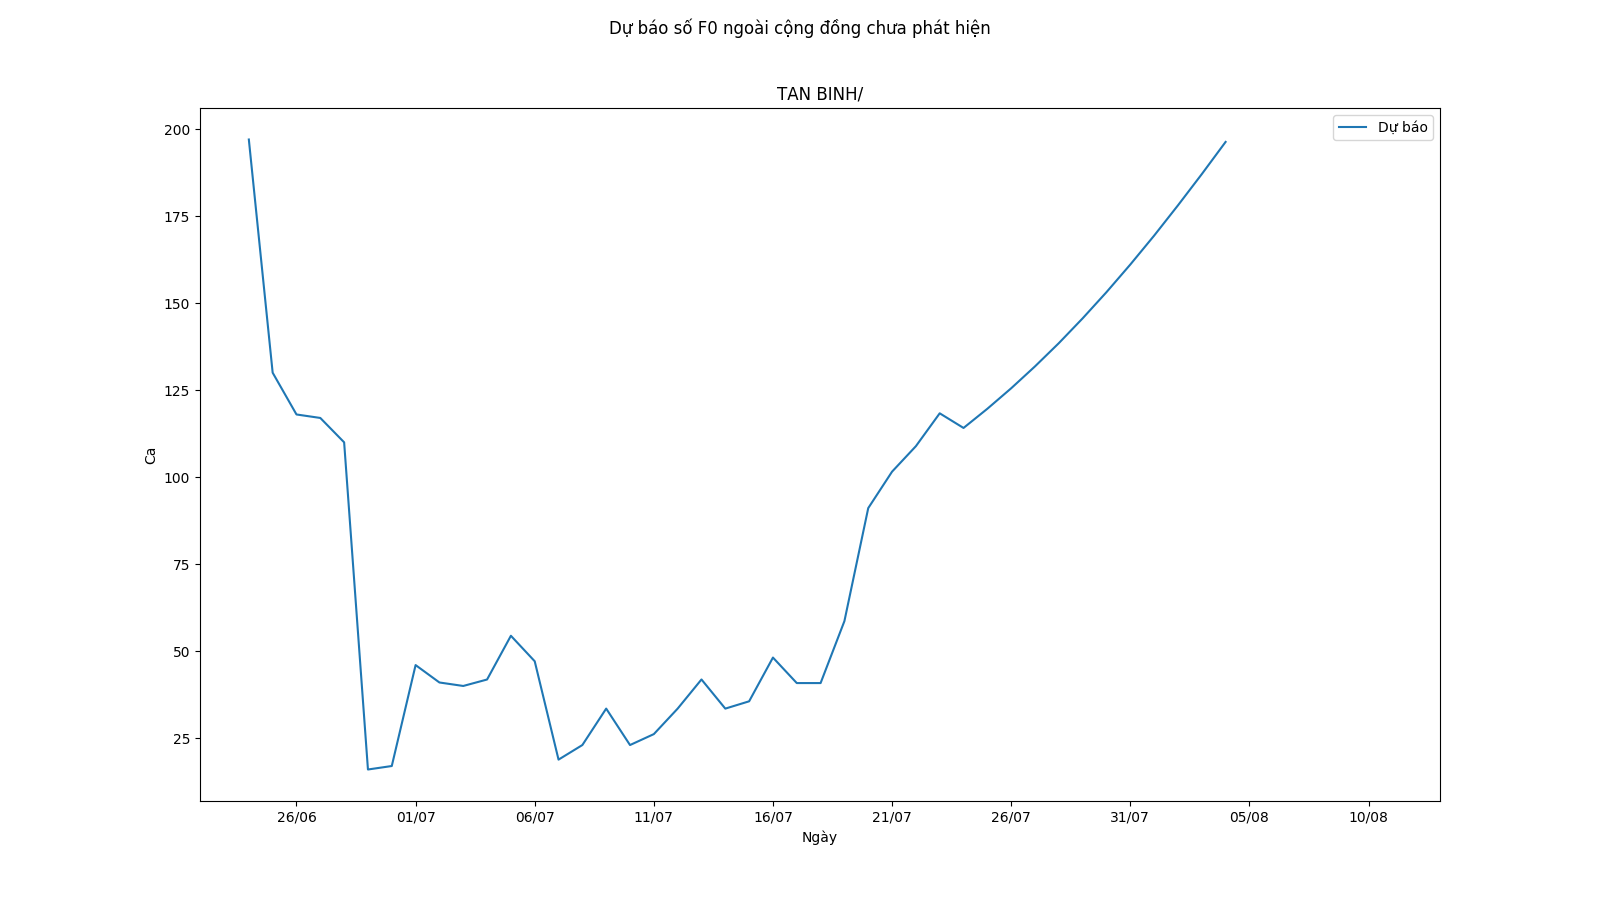 Dự báo số F0 ngoài cộng đồng chưa phát hiện
TAN BINH/
Dự báo
200
175
150
125
100
75
50
25
Ca
26/06 01/07 06/07 11/07 16/07 21/07 26/07 31/07 05/08 10/08
Ngày